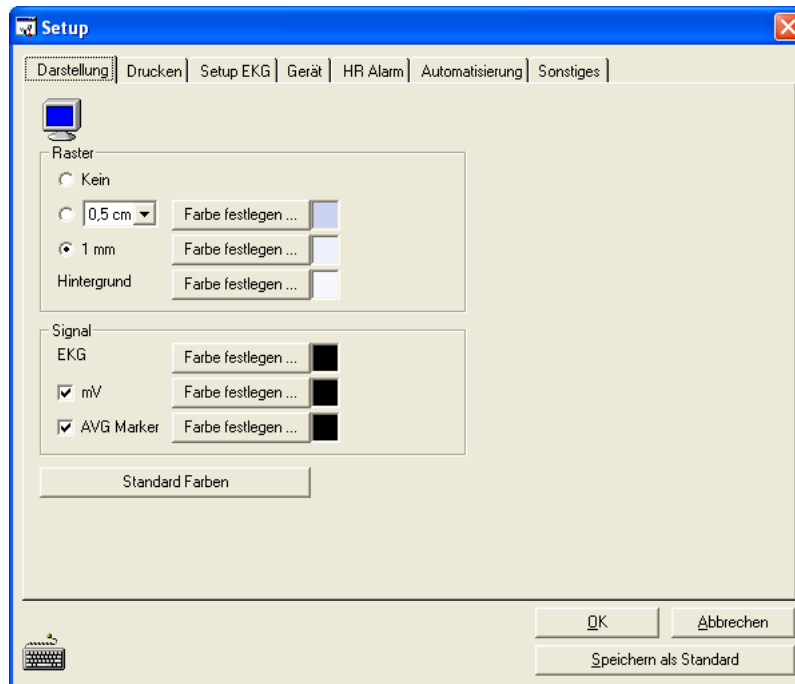 Setup
Darstellung Drucken Setup EKG Gerät HR Alarm Automatisierung Sonstiges
Raster
Kein
0,5 cm Farbe festlegen ...
1 mm Farbe festlegen ...
Hintergrund Farbe festlegen ...
Signal
EKG Farbe festlegen ...
mV Farbe festlegen ...
AVG Marker Farbe festlegen ...
Standard Farben
OK Abbrechen
Speichern als Standard